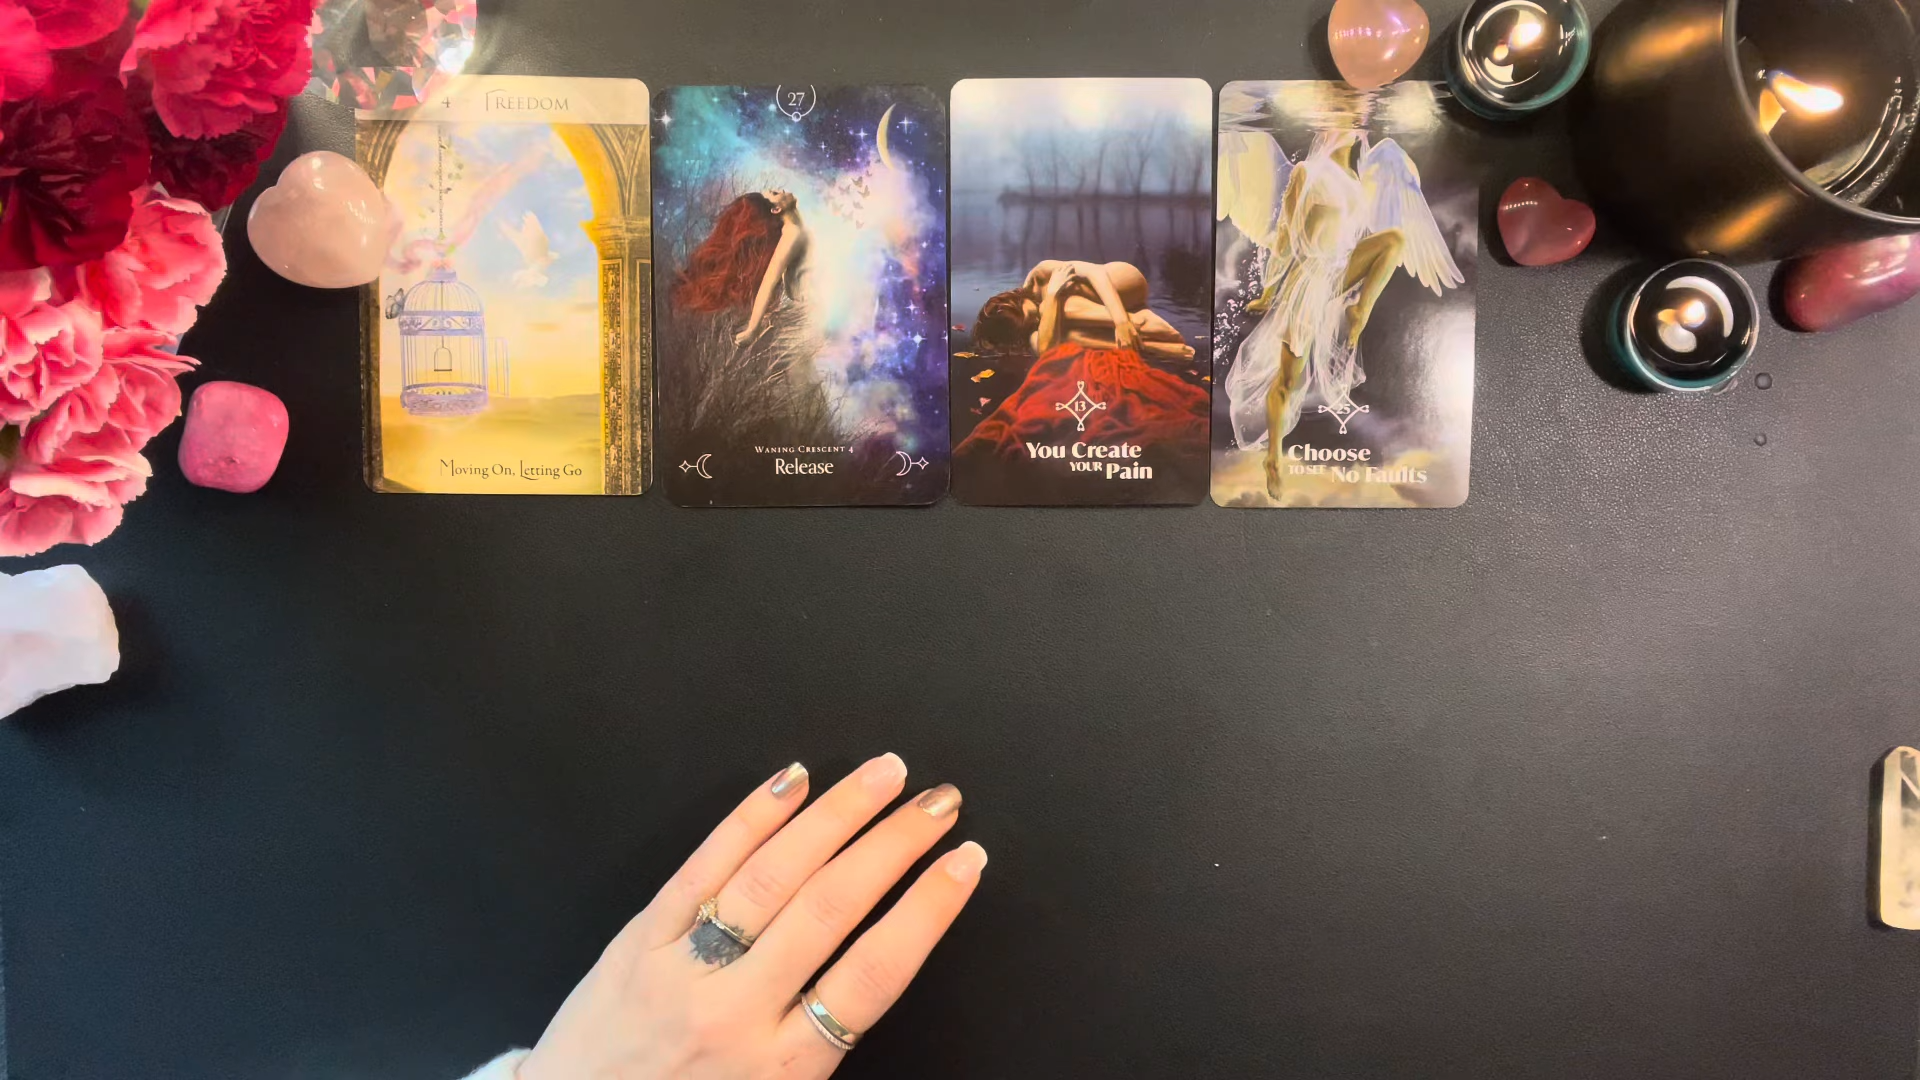 4 FREEDOM
Moving On, Letting Go
27
WANING CRESCENT 4
Release
13
You Create
YOUR Pain
25
Choose
TO SEE No Faults